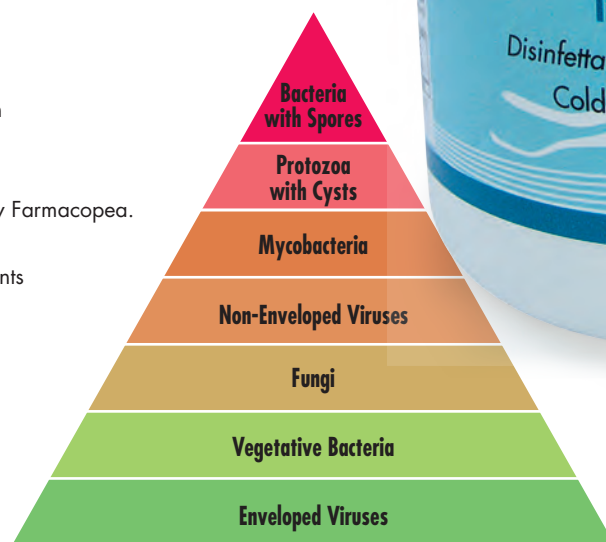 Disinfetta
Cold
Bacteria
with Spores
Protozoa
with Cysts
y Farmacopea.
Mycobacteria
nts
Non-Enveloped Viruses
Fungi
Vegetative Bacteria
Enveloped Viruses